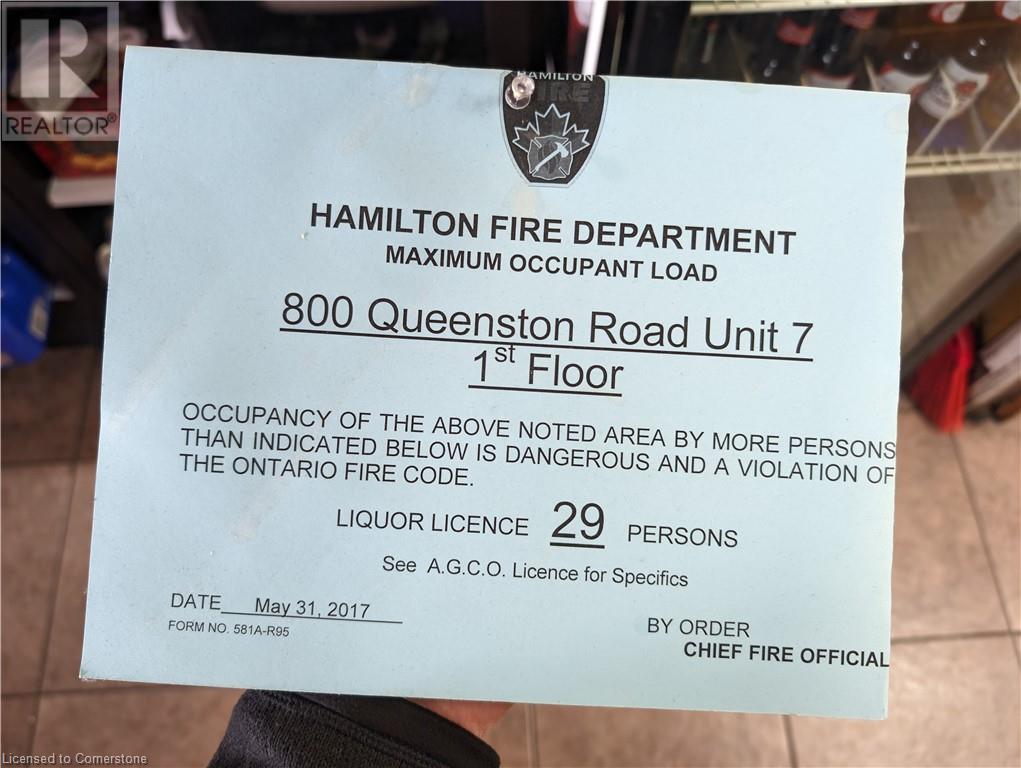 REALTOR®
HAMILTON
FIRE
HAMILTON FIRE DEPARTMENT
MAXIMUM OCCUPANT LOAD
800 Queenston Road Unit 7
1st Floor
OCCUPANCY OF THE ABOVE NOTED AREA BY MORE PERSONS
THAN INDICATED BELOW IS DANGEROUS AND A VIOLATION OF
THE ONTARIO FIRE CODE.
LIQUOR LICENCE 29 PERSONS
See A.G.C.O. Licence for Specifics
DATE May 31, 2017
FORM NO. 581A-R95
BY ORDER
CHIEF FIRE OFFICIAL
Licensed to Cornerstone